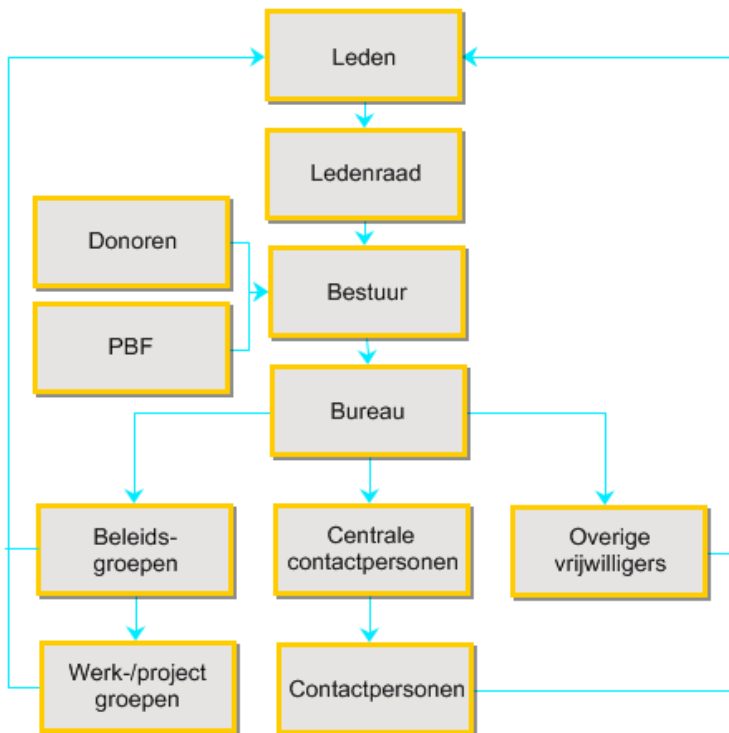 Leden
Ledenraad
Donoren
Bestuur
PBF
Bureau
Beleids-
groepen
Centrale
contactpersonen
Overige
vrijwilligers
Werk-/project
groepen
Contactpersonen